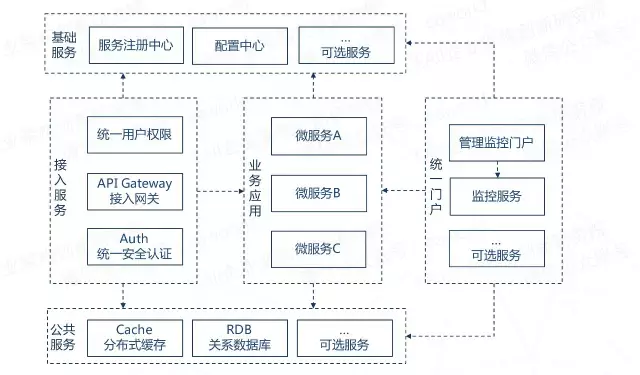 基础服务
服务注册中心
配置中心
...
可选服务
接入服务
统一用户权限
API Gateway
接入网关
Auth
统一安全认证
业务应用
微服务A
微服务B
微服务C
统一门户
管理监控门户
监控服务
...
可选服务
公共服务
Cache
分布式缓存
RDB
关系数据库
...
可选服务